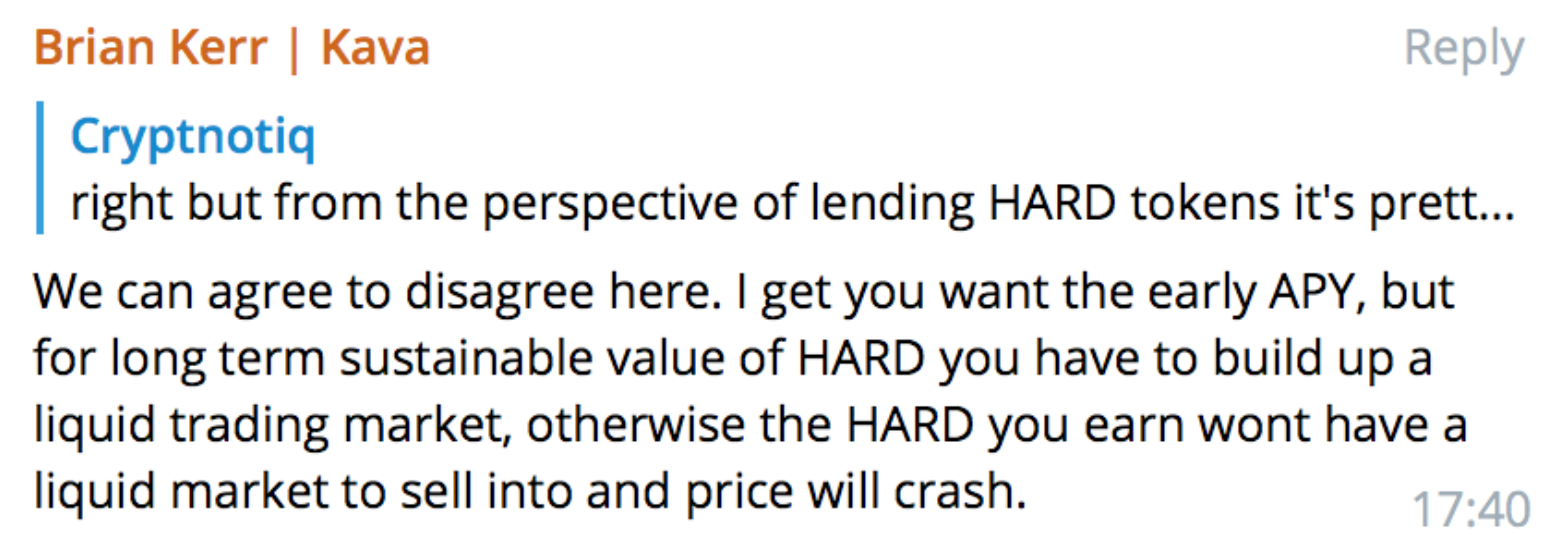 Brian Kerr | Kava Reply
Cryptnotiq
right but from the perspective of lending HARD tokens it's prett...
We can agree to disagree here. I get you want the early APY, but
for long term sustainable value of HARD you have to build up a
liquid trading market, otherwise the HARD you earn wont have a
liquid market to sell into and price will crash.
17:40